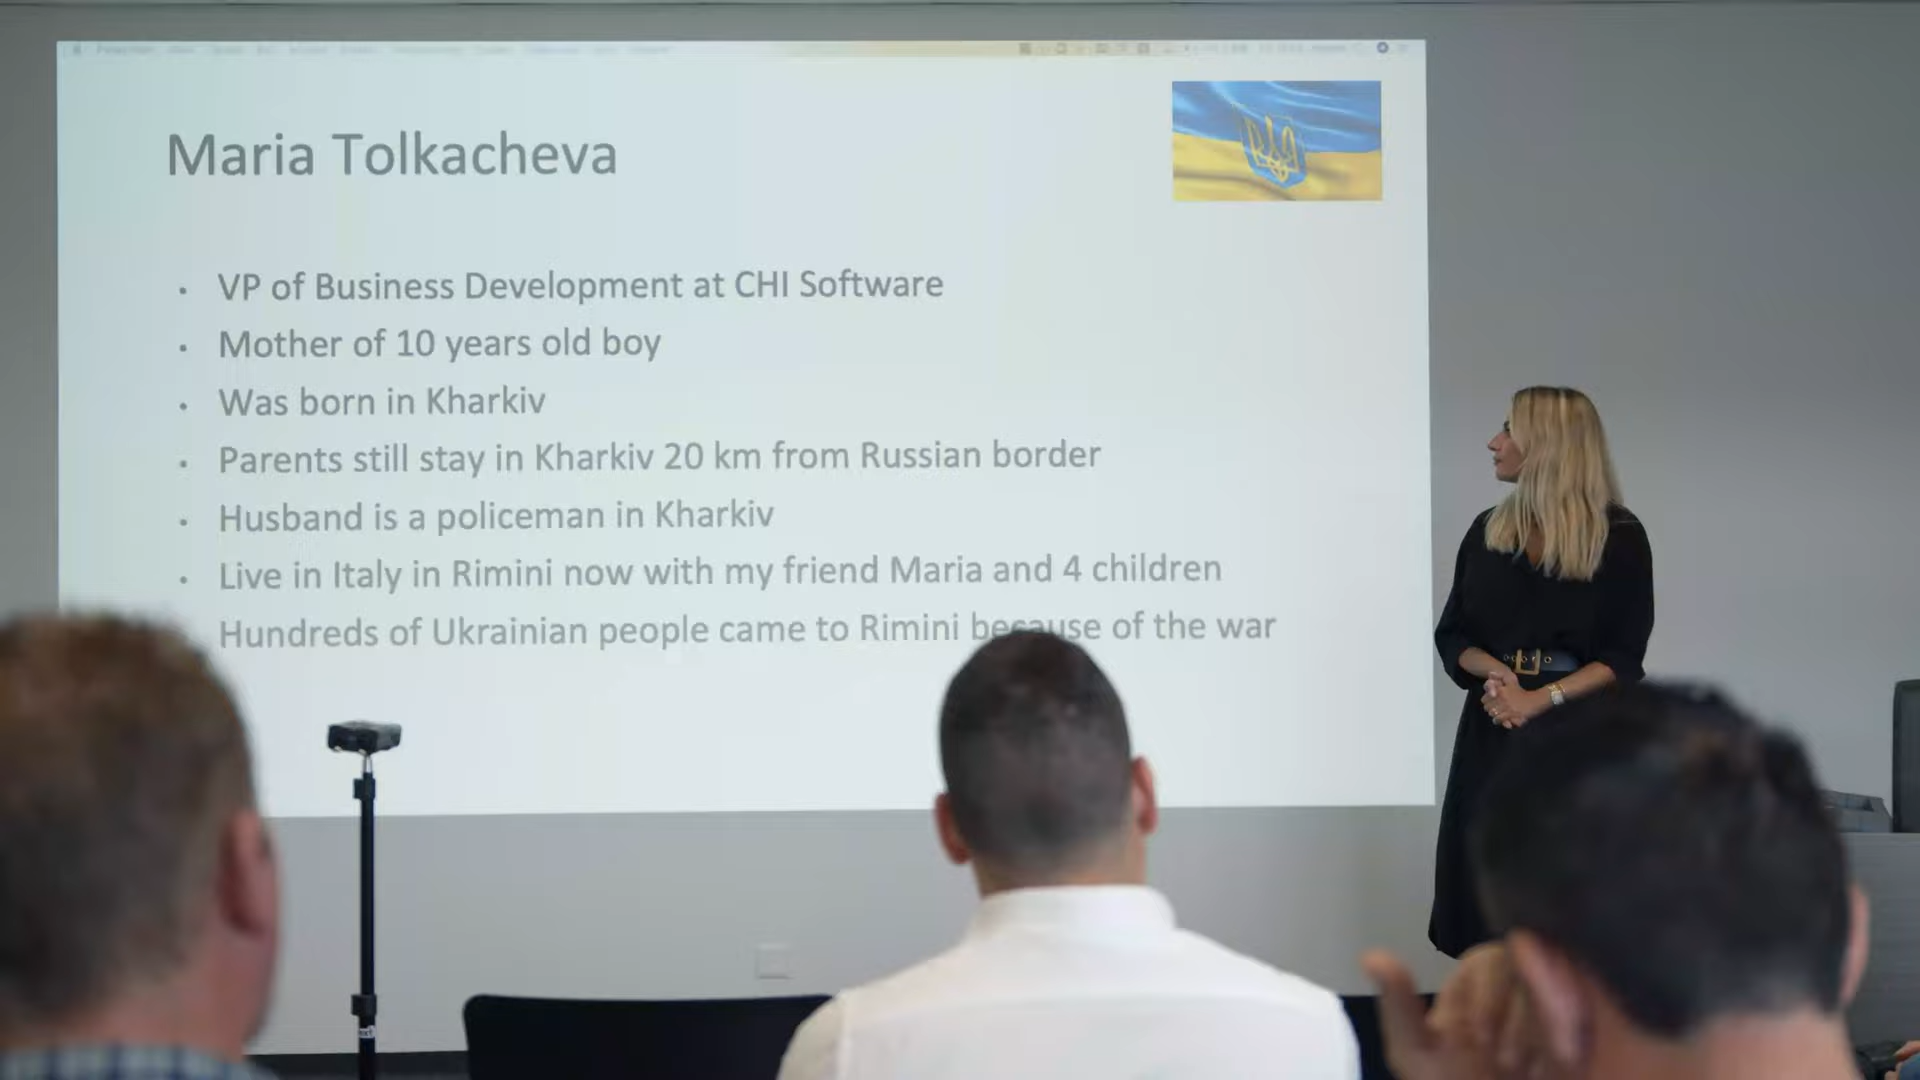 Maria Tolkacheva
• VP of Business Development at CHI Software
• Mother of 10 years old boy
• Was born in Kharkiv
• Parents still stay in Kharkiv 20 km from Russian border
• Husband is a policeman in Kharkiv
• Live in Italy in Rimini now with my friend Maria and 4 children
Hundreds of Ukrainian people came to Rimini because of the war